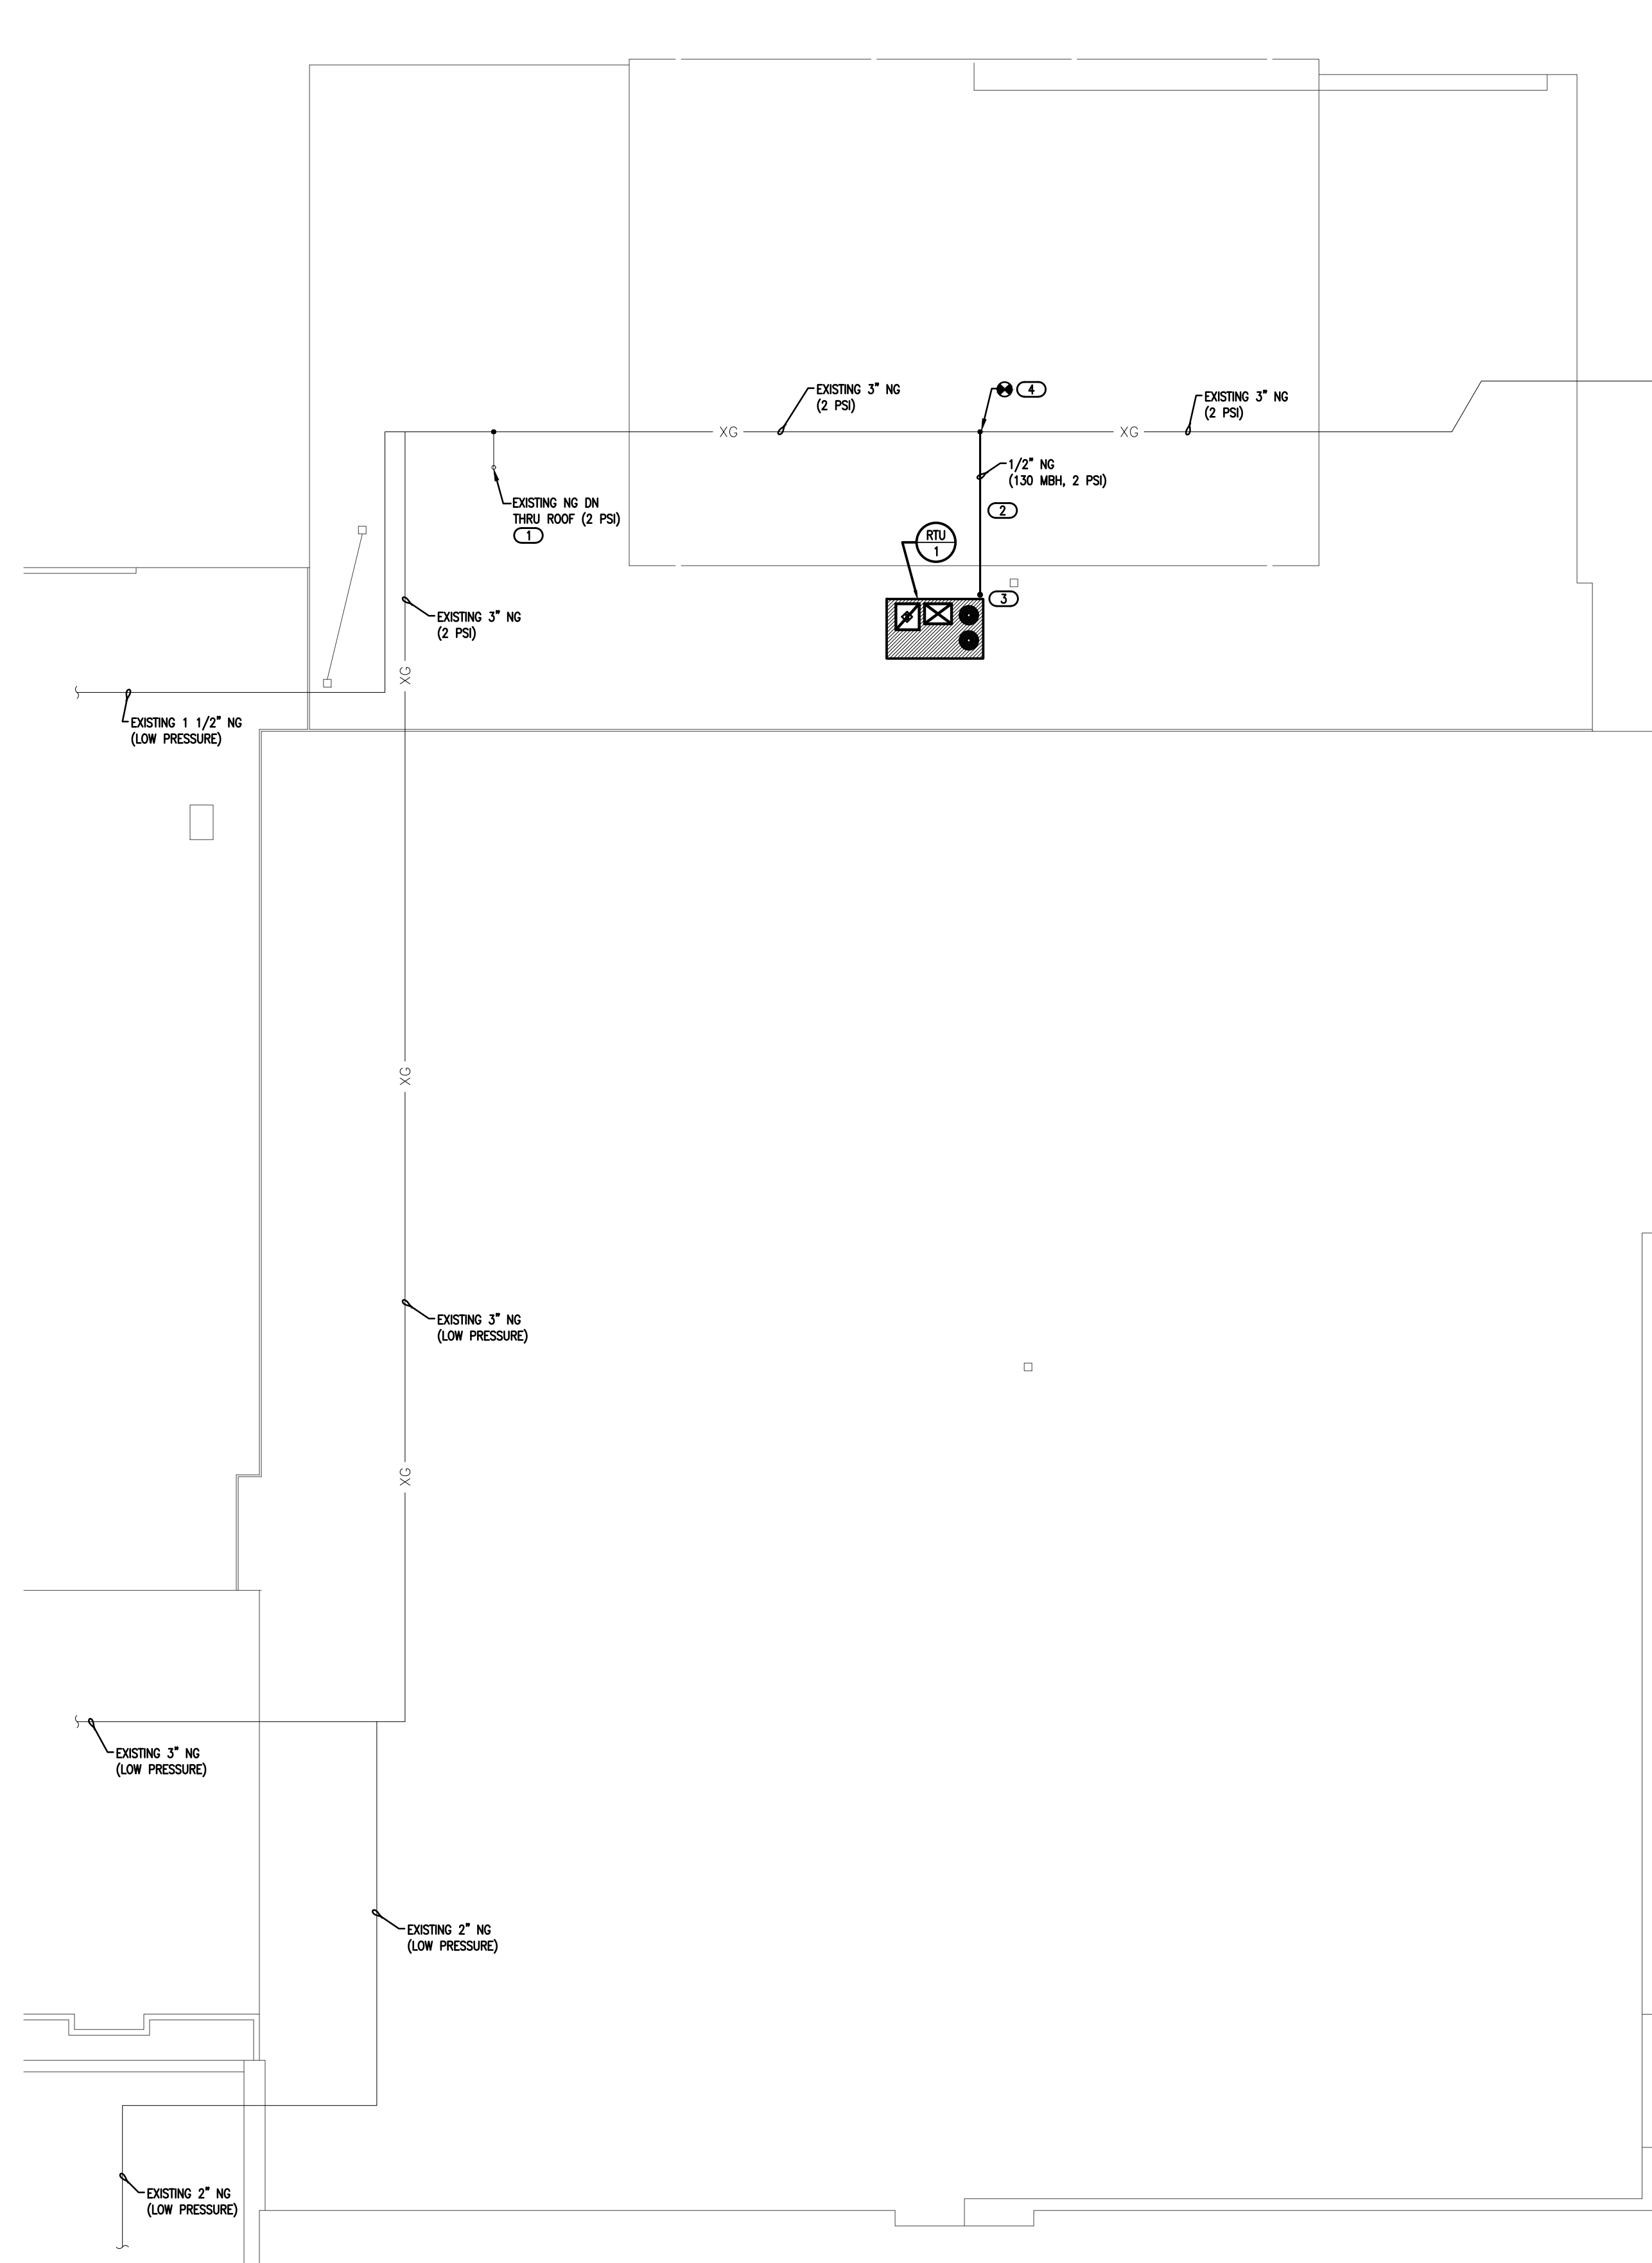 EXISTING 3" NG
(2 PSI)
4
EXISTING 3" NG
(2 PSI)
XG
XG
1/2" NG
(130 MBH, 2 PSI)
EXISTING NG DN
THRU ROOF (2 PSI)
1
2
RTU
1
3
EXISTING 3" NG
(2 PSI)
XG
EXISTING 1 1/2" NG
(LOW PRESSURE)
XG
EXISTING 3" NG
(LOW PRESSURE)
XG
EXISTING 3" NG
(LOW PRESSURE)
EXISTING 2" NG
(LOW PRESSURE)
EXISTING 2" NG
(LOW PRESSURE)